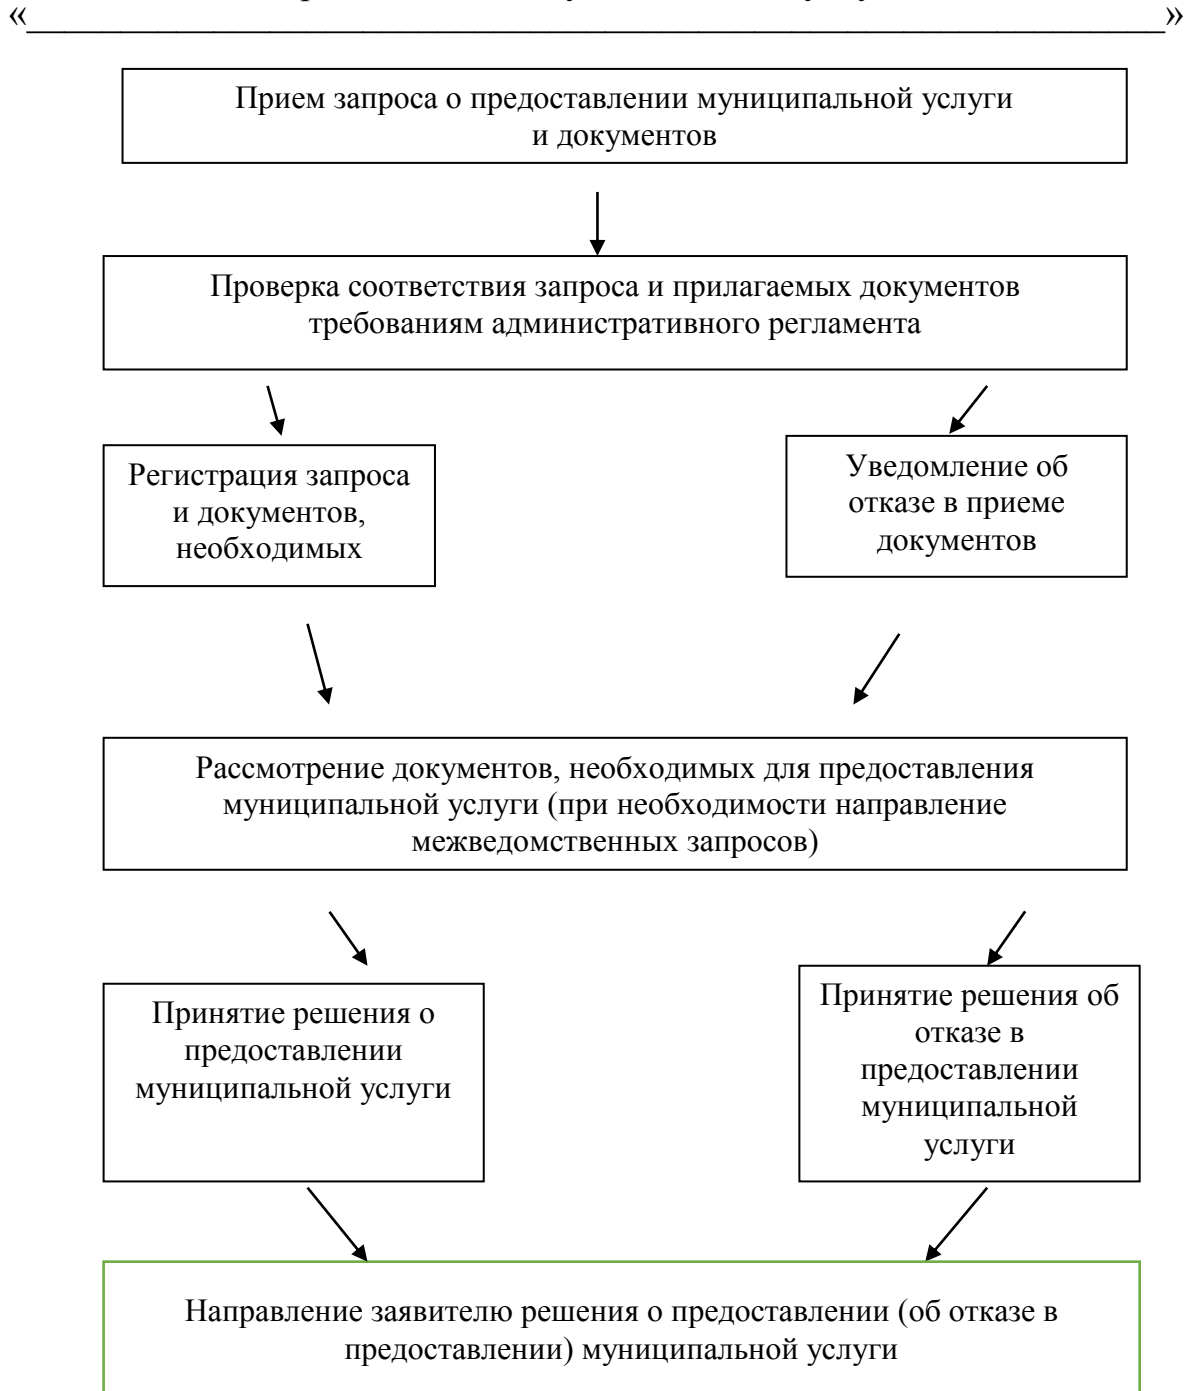 «»
Прием запроса о предоставлении муниципальной услуги
и документов
Проверка соответствия запроса и прилагаемых документов
требованиям административного регламента
Регистрация запроса
и документов,
необходимых
Уведомление об
отказе в приеме
документов
Рассмотрение документов, необходимых для предоставления
муниципальной услуги (при необходимости направление
межведомственных запросов)
Принятие решения о
предоставлении
муниципальной услуги
Принятие решения об
отказе в
предоставлении
муниципальной
услуги
Направление заявителю решения о предоставлении (об отказе в
предоставлении) муниципальной услуги